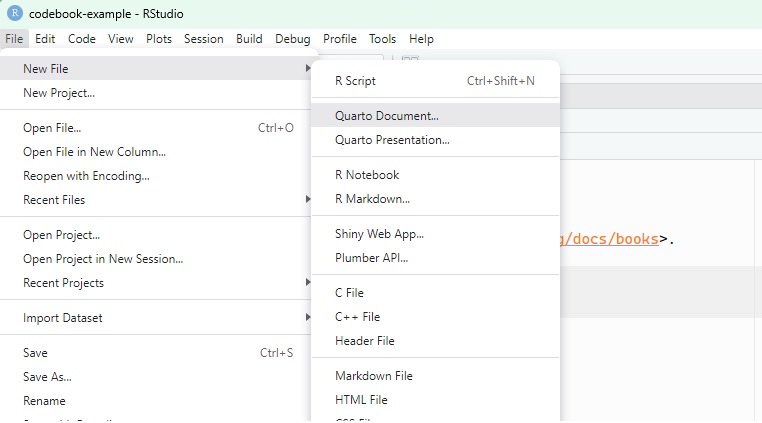 R codebook-example - RStudio
File Edit Code View Plots Session Build Debug Profile Tools Help
New File
New Project...
Open File... Ctrl+O
Open File in New Column...
Reopen with Encoding...
Recent Files
Open Project...
Open Project in New Session...
Recent Projects
Import Dataset
Save Ctrl+S
Save As...
Rename
R Script Ctrl+Shift+N
Quarto Document...
Quarto Presentation...
R Notebook
R Markdown...
Shiny Web App...
Plumber API...
C File
C++ File
Header File
Markdown File
HTML File
g/docs/books>.